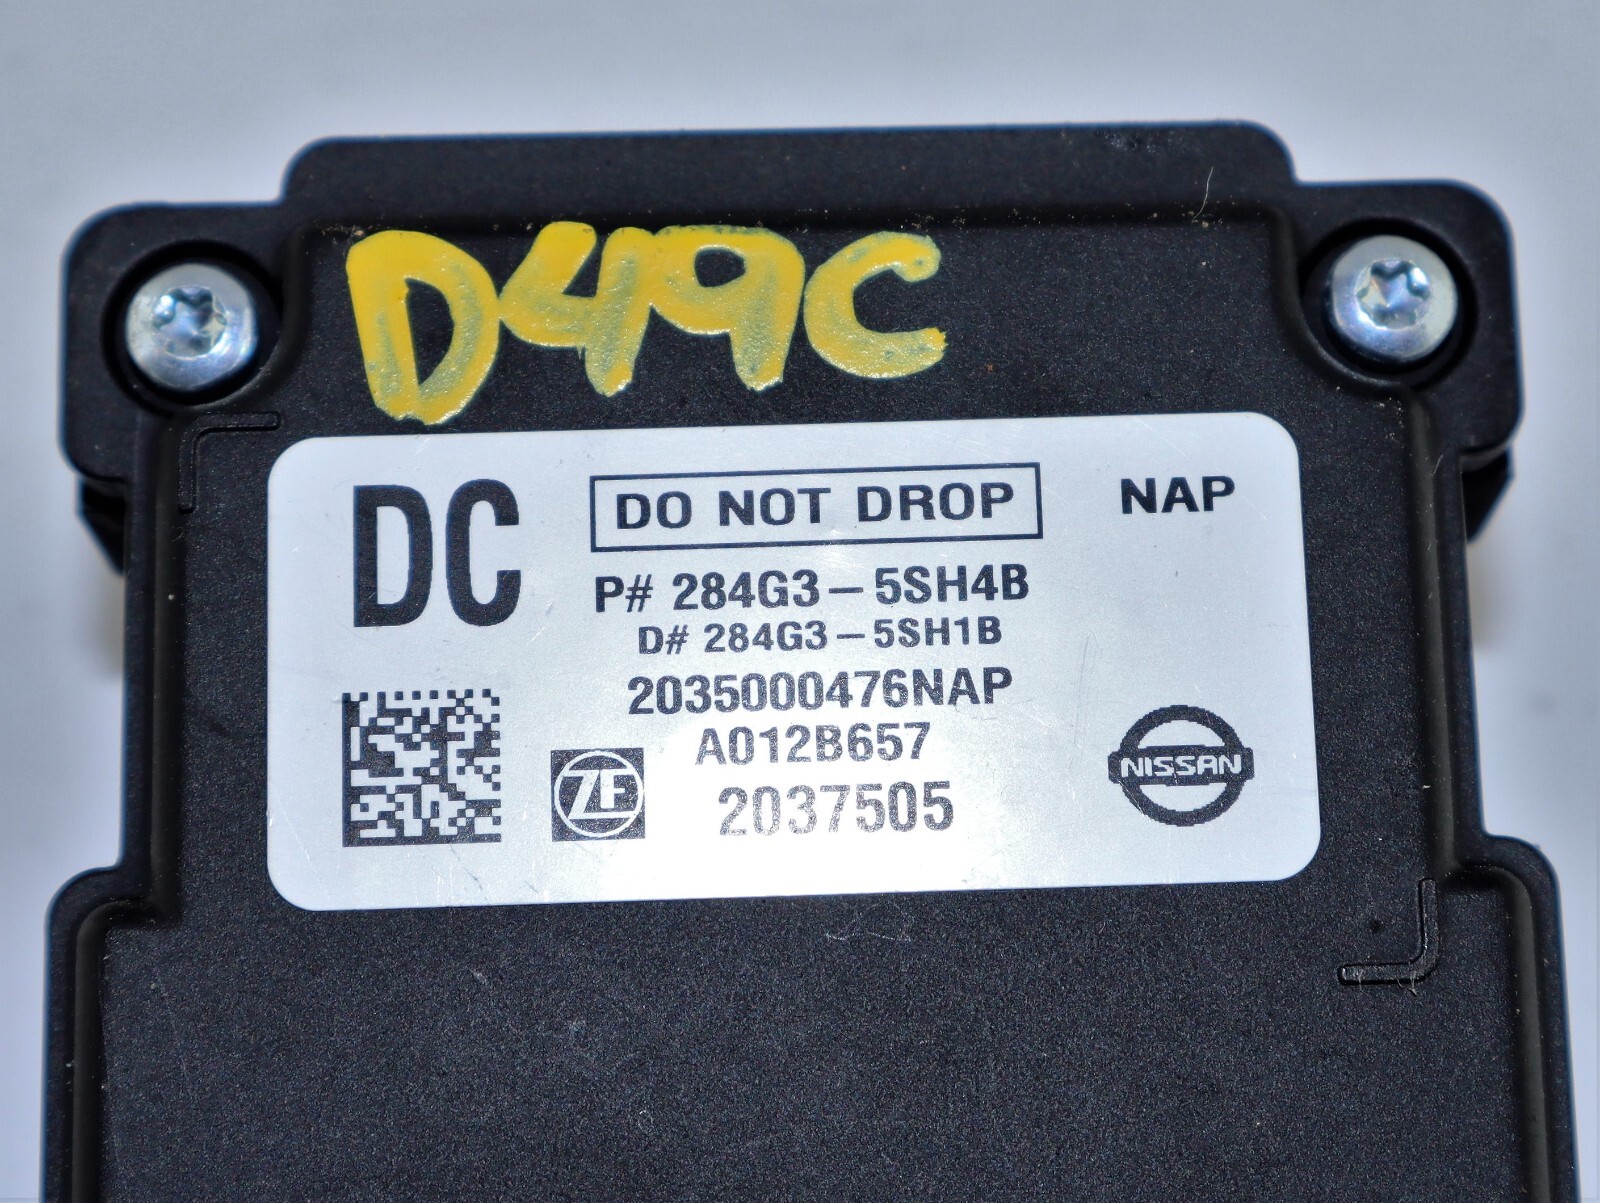 D49C
DC
DO NOT DROP
NAP
P# 284G3-5SH4B
D# 284G3-5SH1B
2035000476NAP
A012B657
ZF
2037505
NISSAN